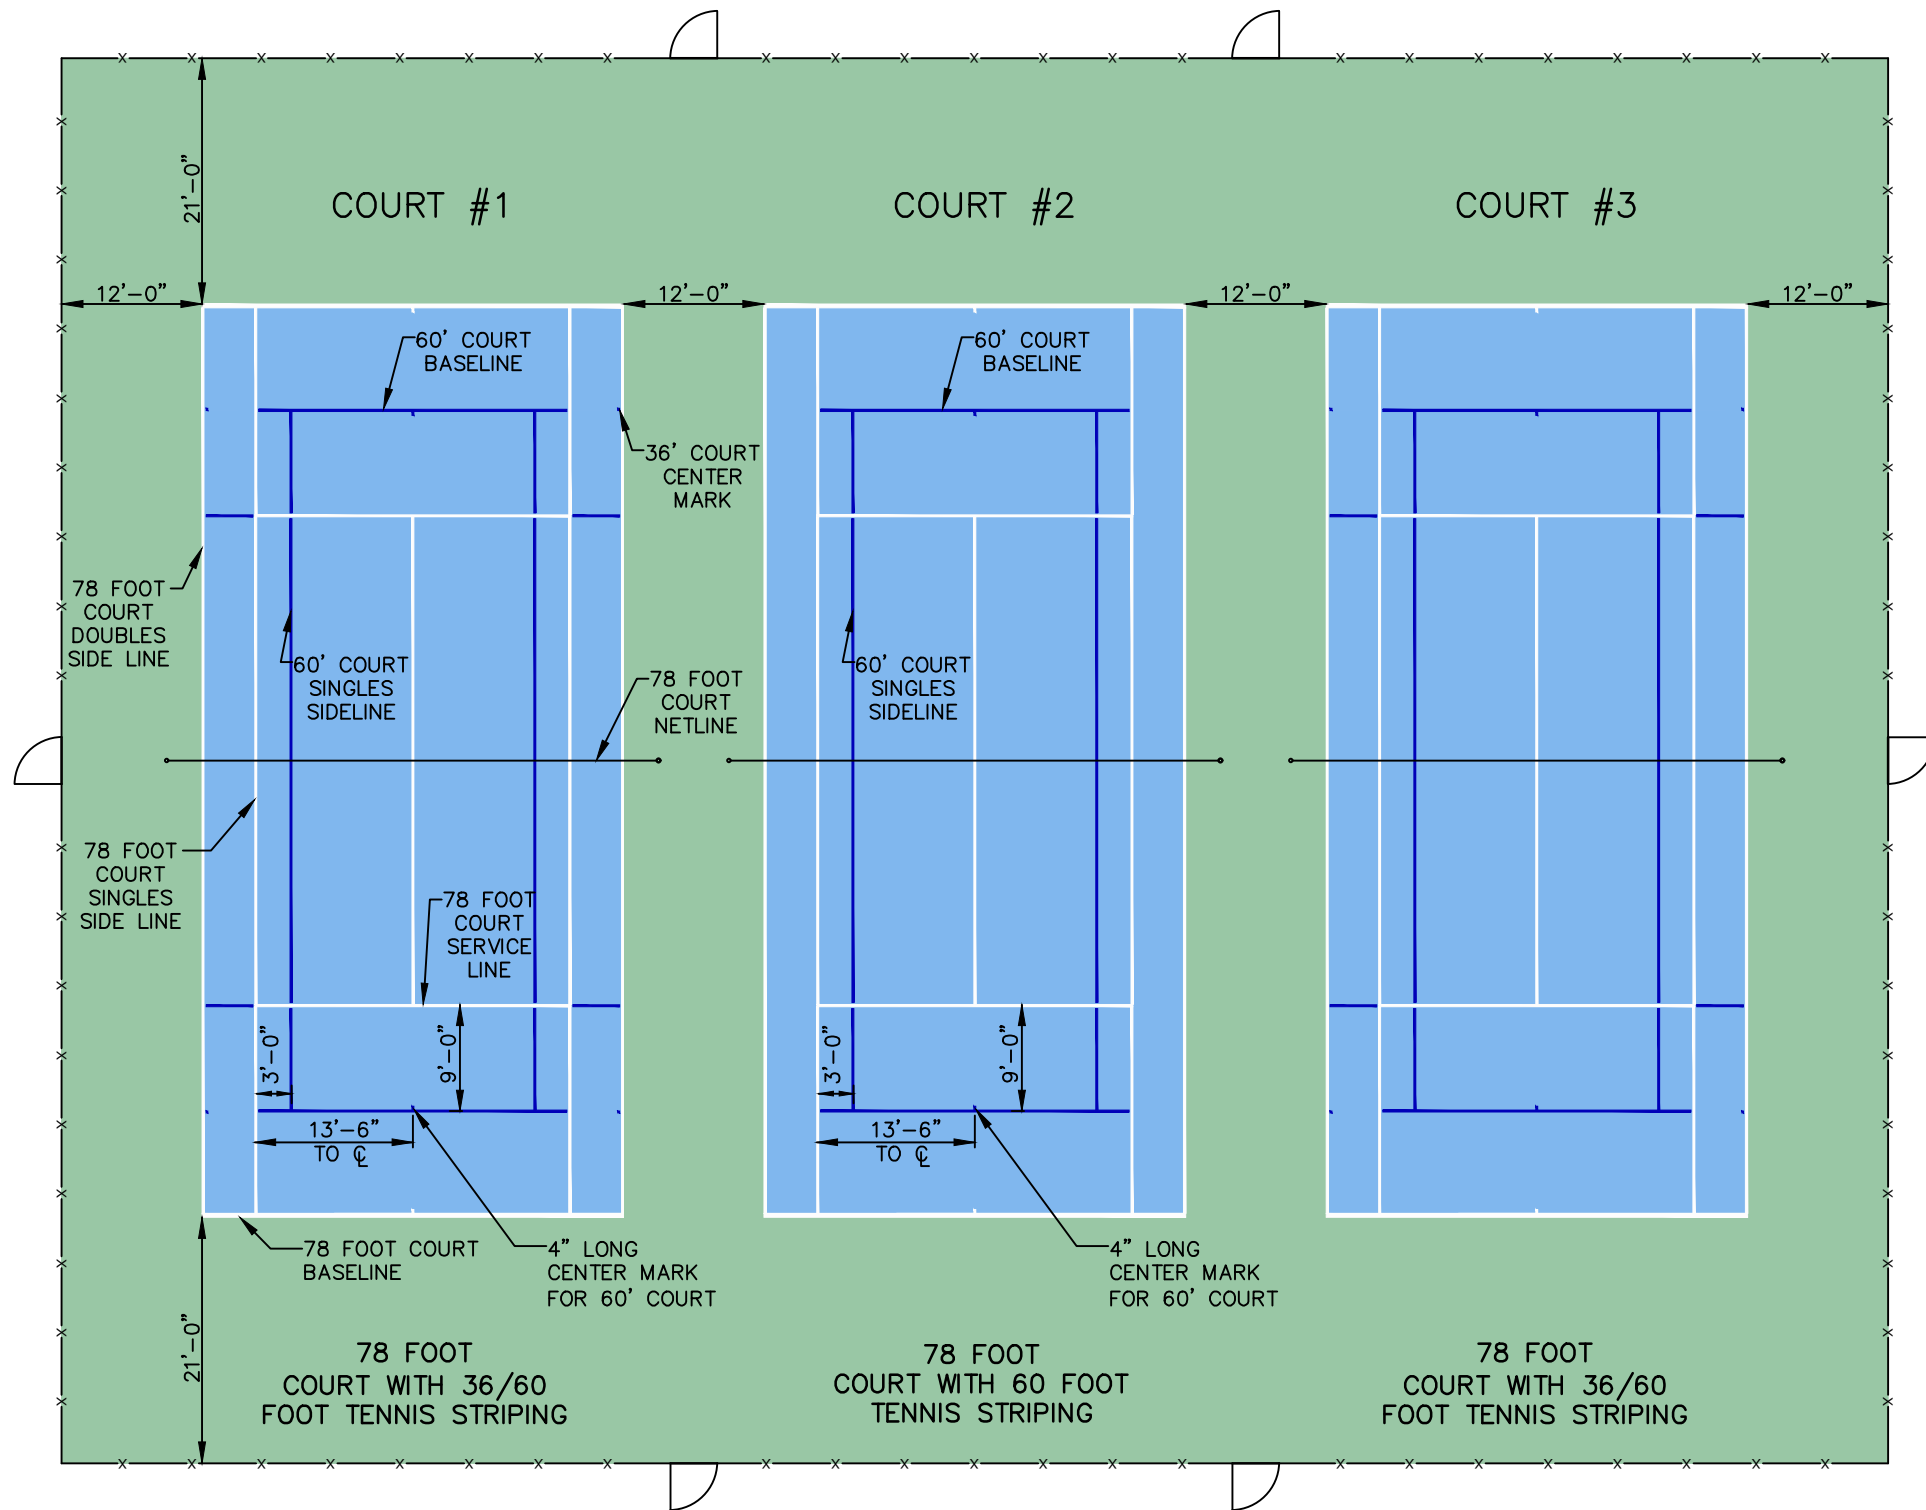 21'-0"
COURT #1
COURT #2
COURT #3
12'-0"
12'-0"
12'-0"
12'-0"
60' COURT
BASELINE
60' COURT
BASELINE
36' COURT
CENTER
MARK
78 FOOT
COURT
DOUBLES
SIDE LINE
60' COURT
SINGLES
SIDELINE
78 FOOT
COURT
NETLINE
60' COURT
SINGLES
SIDELINE
78 FOOT
COURT
SINGLES
SIDE LINE
78 FOOT
COURT
SERVICE
LINE
3'-0"
9'-0"
3'-0"
9'-0"
13'-6"
TO ℄
13'-6"
TO ℄
78 FOOT COURT
BASELINE
4" LONG
CENTER MARK
FOR 60' COURT
4" LONG
CENTER MARK
FOR 60' COURT
21'-0"
78 FOOT
COURT WITH 36/60
FOOT TENNIS STRIPING
78 FOOT
COURT WITH 60 FOOT
TENNIS STRIPING
78 FOOT
COURT WITH 36/60
FOOT TENNIS STRIPING